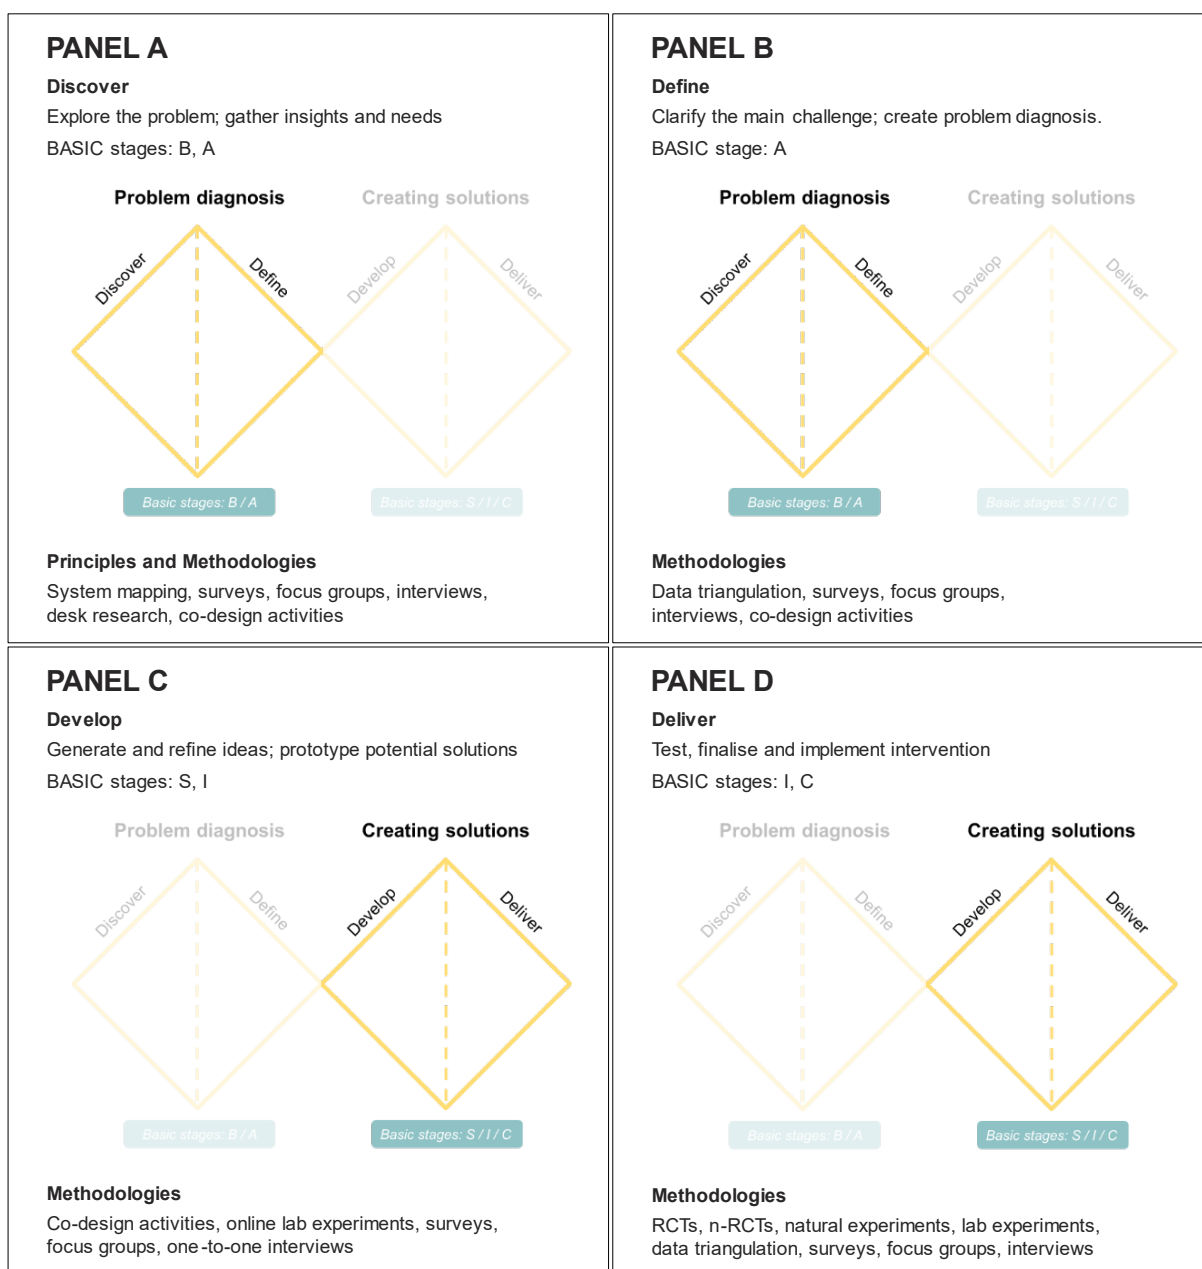 PANEL A
Discover
Explore the problem; gather insights and needs
BASIC stages: B, A
Problem diagnosis
Creating solutions
Discover
Define
Develop
Deliver
Basic stages: B / A
Basic stages: S / I / C
Principles and Methodologies
System mapping, surveys, focus groups, interviews,
desk research, co-design activities
PANEL B
Define
Clarify the main challenge; create problem diagnosis.
BASIC stage: A
Problem diagnosis
Creating solutions
Discover
Define
Develop
Deliver
Basic stages: B / A
Basic stages: S / I / C
Methodologies
Data triangulation, surveys, focus groups,
interviews, co-design activities
PANEL C
Develop
Generate and refine ideas; prototype potential solutions
BASIC stages: S, I
Problem diagnosis
Creating solutions
Discover
Define
Develop
Deliver
Basic stages: B / A
Basic stages: S / I / C
Methodologies
Co-design activities, online lab experiments, surveys,
focus groups, one-to-one interviews
PANEL D
Deliver
Test, finalise and implement intervention
BASIC stages: I, C
Problem diagnosis
Creating solutions
Discover
Define
Develop
Deliver
Basic stages: B / A
Basic stages: S / I / C
Methodologies
RCTs, n-RCTs, natural experiments, lab experiments,
data triangulation, surveys, focus groups, interviews